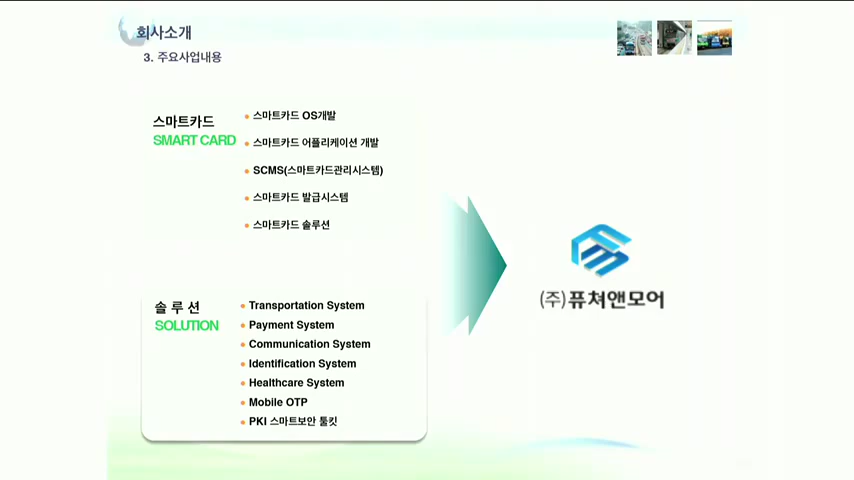 회사소개
3. 주요사업내용
스마트카드
SMART CARD
스마트카드 OS개발
스마트카드 어플리케이션 개발
SCMS(스마트카드관리시스템)
스마트카드 발급시스템
스마트카드 솔루션
솔 루 션
SOLUTION
Transportation System
Payment System
Communication System
Identification System
Healthcare System
Mobile OTP
PKI 스마트보안 툴킷
(주)퓨쳐앤모어